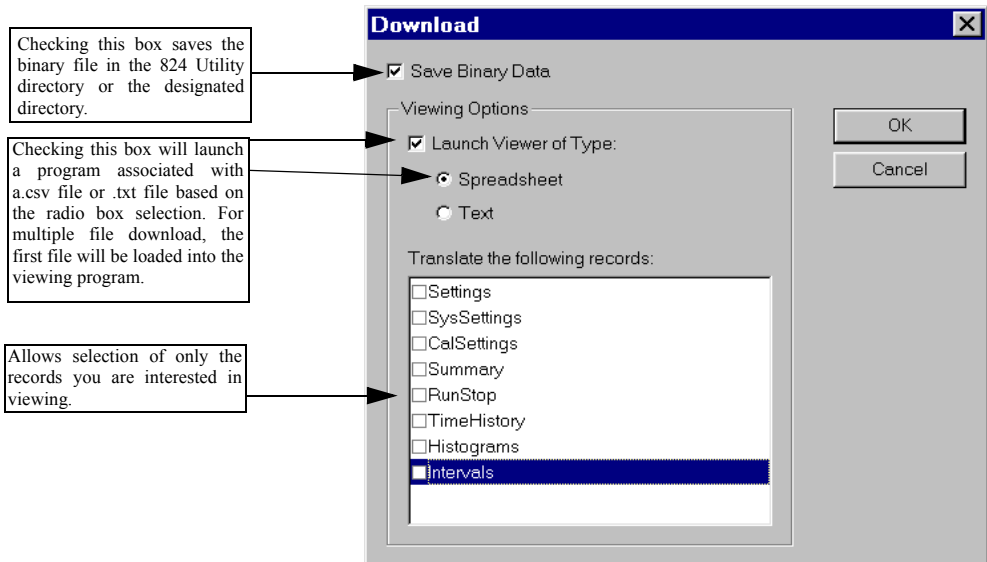 Checking this box saves the
binary file in the 824 Utility
directory or the designated
directory.
Checking this box will launch
a program associated with
a.csv file or .txt file based on
the radio box selection. For
multiple file download, the
first file will be loaded into the
viewing program.
Allows selection of only the
records you are interested in
viewing.
Download
Save Binary Data
Viewing Options
Launch Viewer of Type:
Spreadsheet
Text
Translate the following records:
Settings
SysSettings
CalSettings
Summary
RunStop
TimeHistory
Histograms
Intervals
OK
Cancel